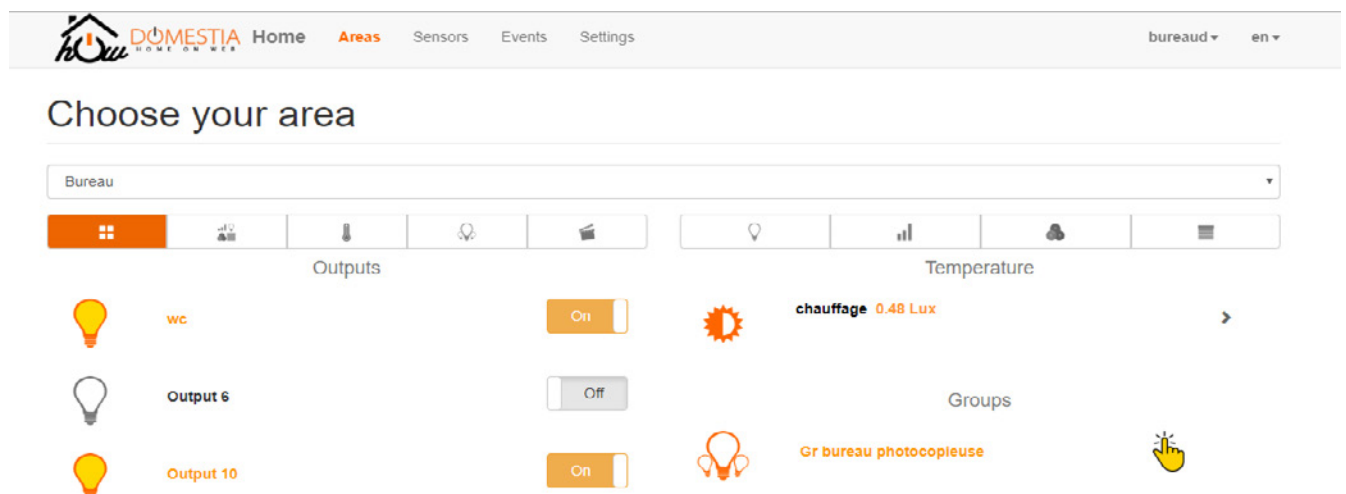 how DOMESTIA HOME ON WEB Home Areas Sensors Events Settings bureaud en
Choose your area
Bureau
Outputs
wc On
Output 6 Off
Output 10 On
Temperature
chauffage 0.48 Lux
Groups
Gr bureau photocopieuse